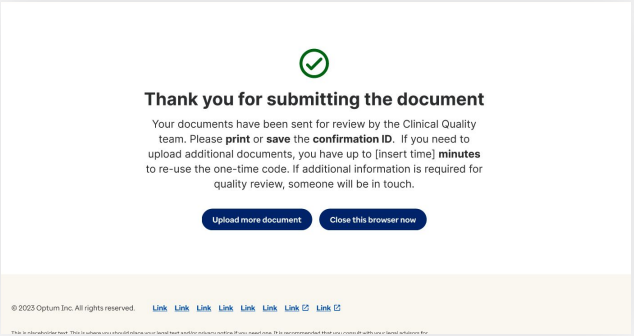 Thank you for submitting the document
Your documents have been sent for review by the Clinical Quality
team. Please print or save the confirmation ID. If you need to
upload additional documents, you have up to [insert time] minutes
to re-use the one-time code. If additional information is required for
quality review, someone will be in touch.
Upload more document Close this browser now
© 2023 Optum Inc. All rights reserved. Link Link Link Link Link Link Link Link
This is placeholder text. This is where you should place your legal text and/or privacy notice if you need one. It is recommended that you consult with your legal advisors for